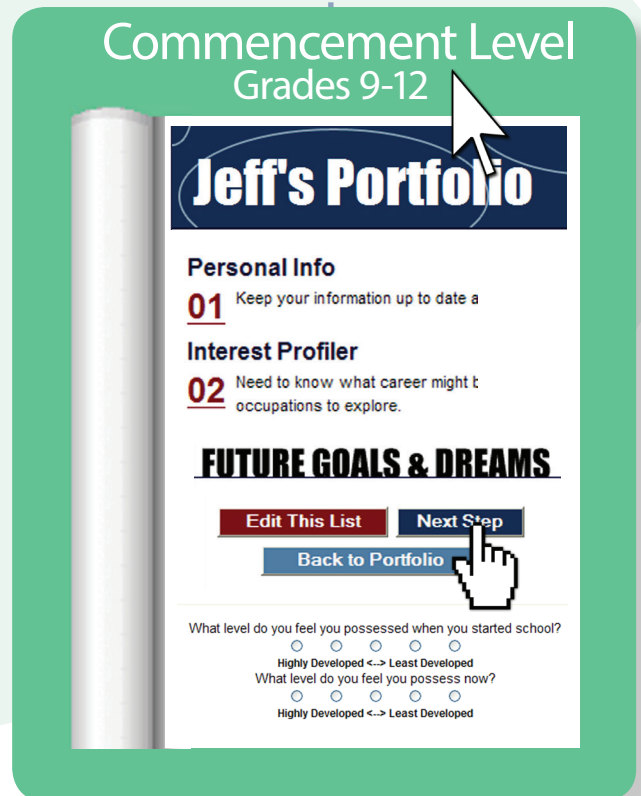 Commencement Level
Grades 9-12
Jeff's Portfolio
Personal Info
01 Keep your information up to date a
Interest Profiler
02 Need to know what career might b
occupations to explore.
FUTURE GOALS & DREAMS
Edit This List Next Step
Back to Portfolio
What level do you feel you possessed when you started school?
Highly Developed <--> Least Developed
What level do you feel you possess now?
Highly Developed <--> Least Developed